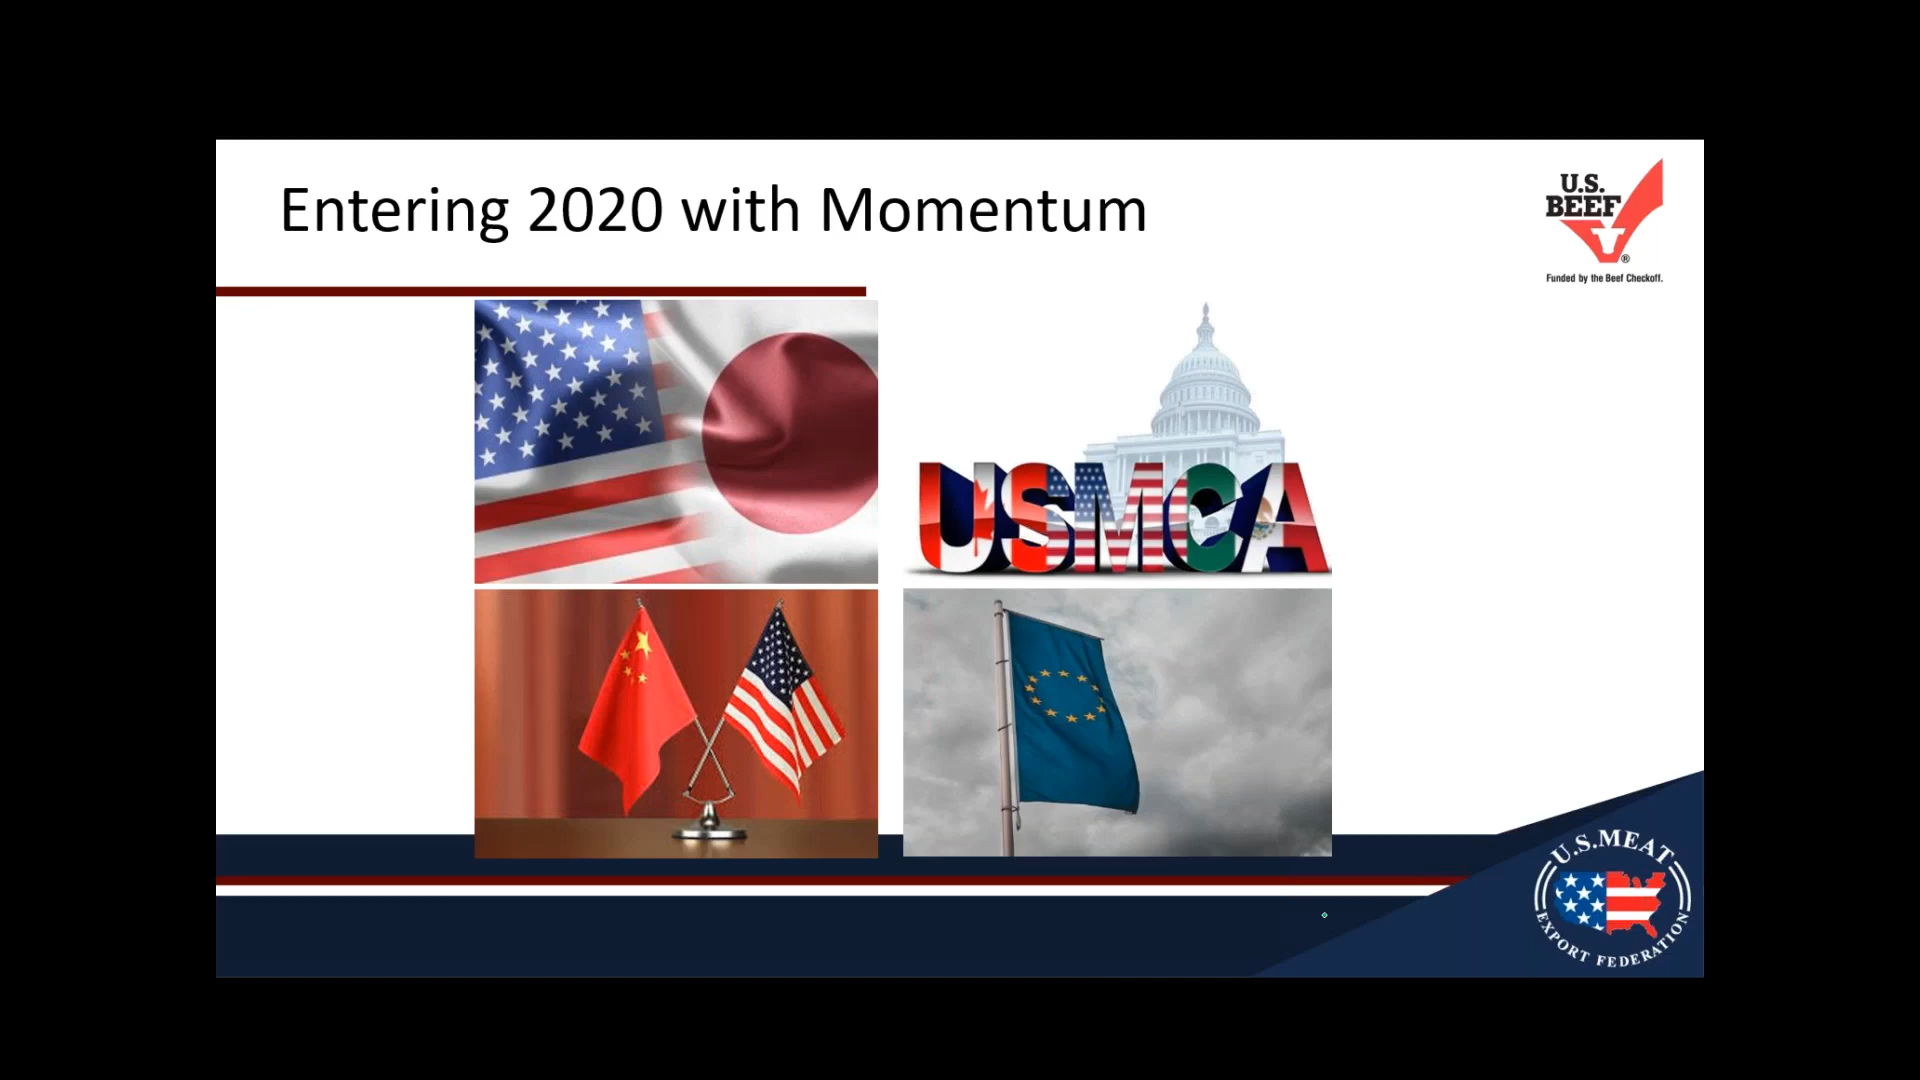 Entering 2020 with Momentum
U.S.
BEEF
®
Funded by the Beef Checkoff.
USMCA
U.S. MEAT
EXPORT FEDERATION